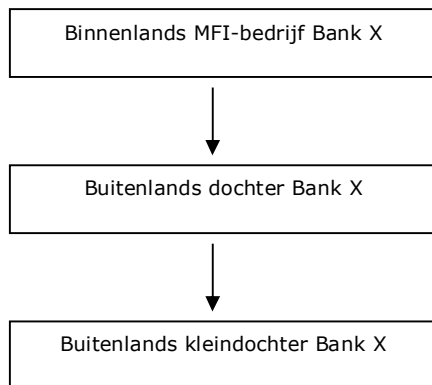 Binnenlands MFI-bedrijf Bank X
Buitenlands dochter Bank X
Buitenlands kleindochter Bank X